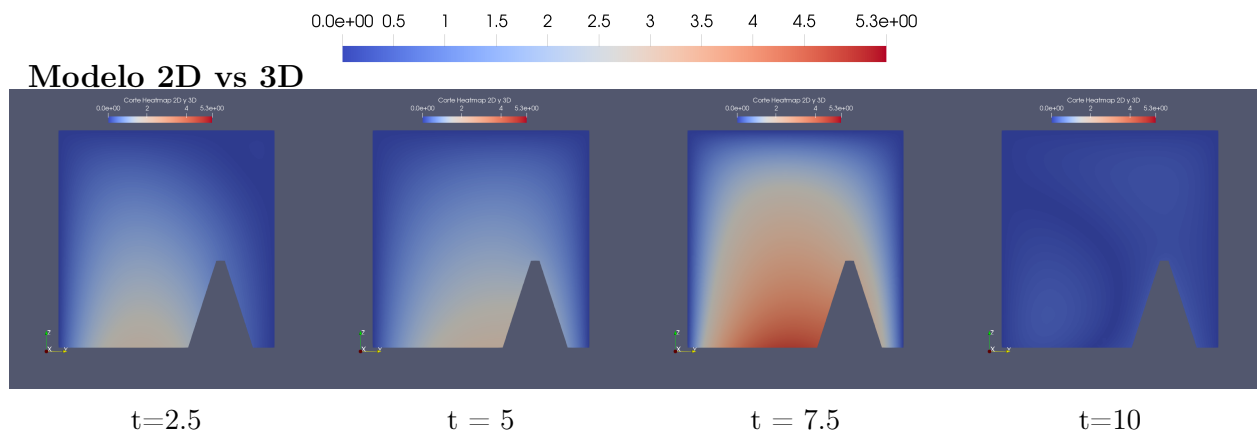 0.0e+00 0.5 1 1.5 2 2.5 3 3.5 4 4.5 5.3e+00
Modelo 2D vs 3D
Corte Heatmap 2D y 3D Corte Heatmap 2D y 3D Corte Heatmap 2D y 3D Corte Heatmap 2D y 3D
0.0e+00 2 4 5.3e+00 0.0e+00 2 4 5.3e+00 0.0e+00 2 4 5.3e+00 0.0e+00 2 4 5.3e+00
Z Z Z Z
X Y X Y X Y X Y
t=2.5 t = 5 t = 7.5 t=10